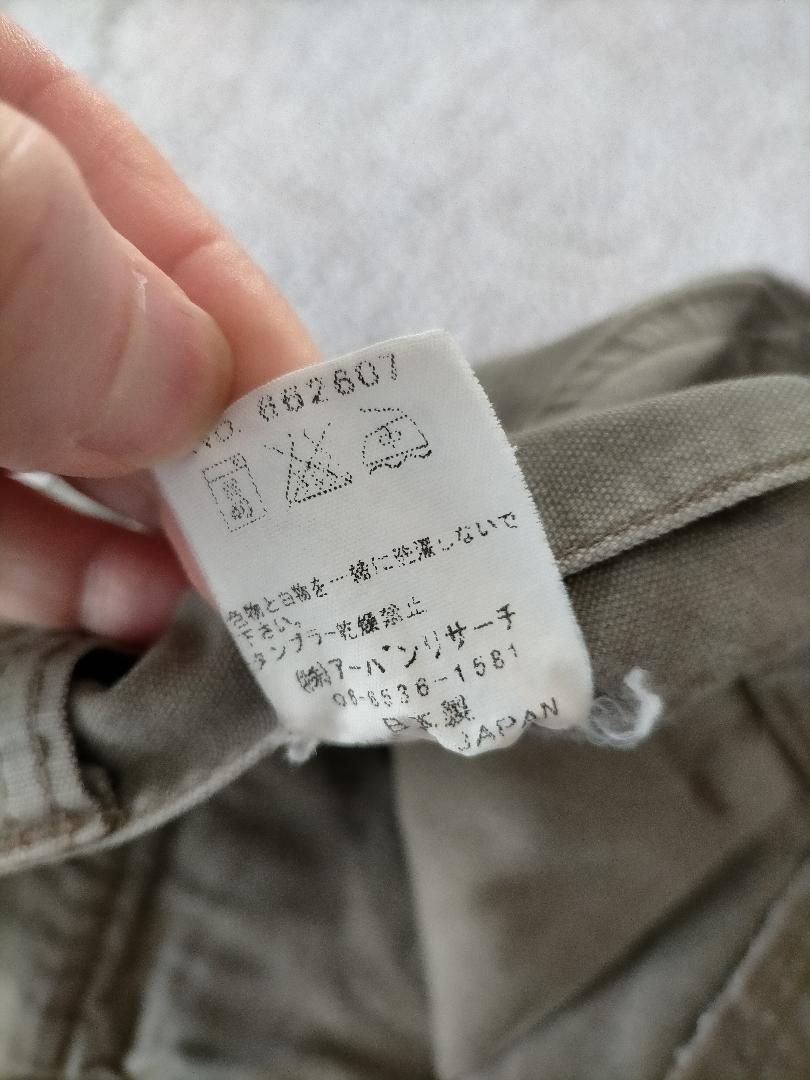 NO. 662607
色物と白物を一緒に洗濯しないで
下さい。
タンブラー乾燥禁止
㈱アーバンリサーチ
06-6536-1581
日本製
JAPAN